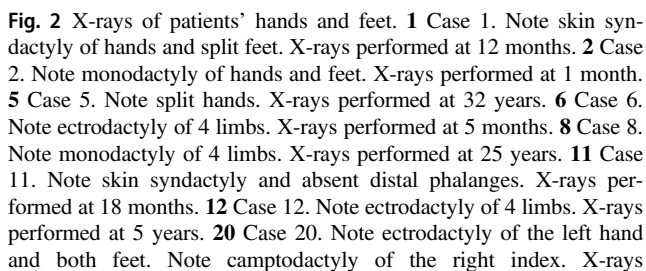 Fig. 2 X-rays of patients' hands and feet. 1 Case 1. Note skin syn-
dactyly of hands and split feet. X-rays performed at 12 months. 2 Case
2. Note monodactyly of hands and feet. X-rays performed at 1 month.
5 Case 5. Note split hands. X-rays performed at 32 years. 6 Case 6.
Note ectrodactyly of 4 limbs. X-rays performed at 5 months. 8 Case 8.
Note monodactyly of 4 limbs. X-rays performed at 25 years. 11 Case
11. Note skin syndactyly and absent distal phalanges. X-rays per-
formed at 18 months. 12 Case 12. Note ectrodactyly of 4 limbs. X-rays
performed at 5 years. 20 Case 20. Note ectrodactyly of the left hand
and both feet. Note camptodactyly of the right index. X-rays